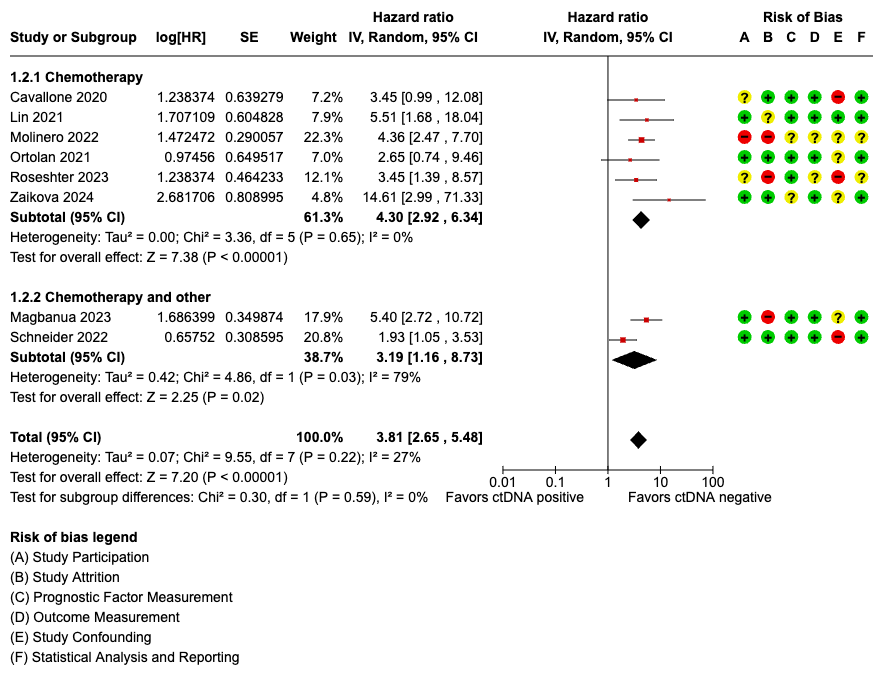 Hazard ratio Hazard ratio Risk of Bias
Study or Subgroup log[HR] SE Weight IV, Random, 95% CI IV, Random, 95% CI A B C D E F
1.2.1 Chemotherapy
Cavallone 2020 1.238374 0.639279 7.2% 3.45 [0.99 , 12.08] ? + + + − +
Lin 2021 1.707109 0.604828 7.9% 5.51 [1.68 , 18.04] + ? + + + +
Molinero 2022 1.472472 0.290057 22.3% 4.36 [2.47 , 7.70] − − ? ? ? ?
Ortolan 2021 0.97456 0.649517 7.0% 2.65 [0.74 , 9.46] + + + + ? +
Roseshter 2023 1.238374 0.464233 12.1% 3.45 [1.39 , 8.57] ? − + ? − ?
Zaikova 2024 2.681706 0.808995 4.8% 14.61 [2.99 , 71.33] + + ? + ? +
Subtotal (95% CI) 61.3% 4.30 [2.92 , 6.34]
Heterogeneity: Tau² = 0.00; Chi² = 3.36, df = 5 (P = 0.65); I² = 0%
Test for overall effect: Z = 7.38 (P < 0.00001)
1.2.2 Chemotherapy and other
Magbanua 2023 1.686399 0.349874 17.9% 5.40 [2.72 , 10.72] + − + + ? +
Schneider 2022 0.65752 0.308595 20.8% 1.93 [1.05 , 3.53] + + + + − +
Subtotal (95% CI) 38.7% 3.19 [1.16 , 8.73]
Heterogeneity: Tau² = 0.42; Chi² = 4.86, df = 1 (P = 0.03); I² = 79%
Test for overall effect: Z = 2.25 (P = 0.02)
Total (95% CI) 100.0% 3.81 [2.65 , 5.48]
Heterogeneity: Tau² = 0.07; Chi² = 9.55, df = 7 (P = 0.22); I² = 27%
Test for overall effect: Z = 7.20 (P < 0.00001) 0.01 0.1 1 10 100
Test for subgroup differences: Chi² = 0.30, df = 1 (P = 0.59), I² = 0% Favors ctDNA positive Favors ctDNA negative
Risk of bias legend
(A) Study Participation
(B) Study Attrition
(C) Prognostic Factor Measurement
(D) Outcome Measurement
(E) Study Confounding
(F) Statistical Analysis and Reporting